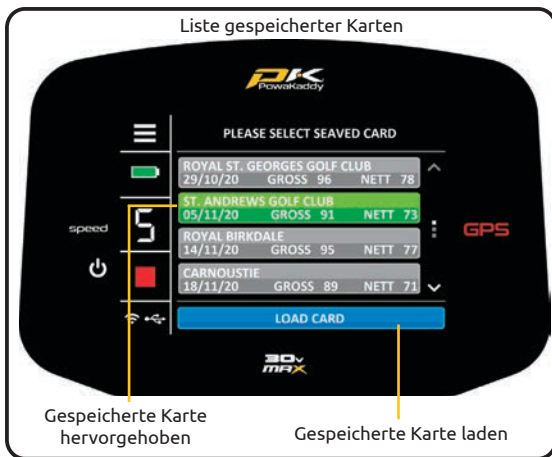 Liste gespeicherter Karten
PK
PowaKaddy
PLEASE SELECT SEAVED CARD
ROYAL ST. GEORGES GOLF CLUB
29/10/20 GROSS 96 NETT 78
ST. ANDREWS GOLF CLUB
05/11/20 GROSS 91 NETT 73
speed 5 GPS
ROYAL BIRKDALE
14/11/20 GROSS 95 NETT 77
CARNOUSTIE
18/11/20 GROSS 89 NETT 71
LOAD CARD
30V
MAX
Gespeicherte Karte
hervorgehoben
Gespeicherte Karte laden